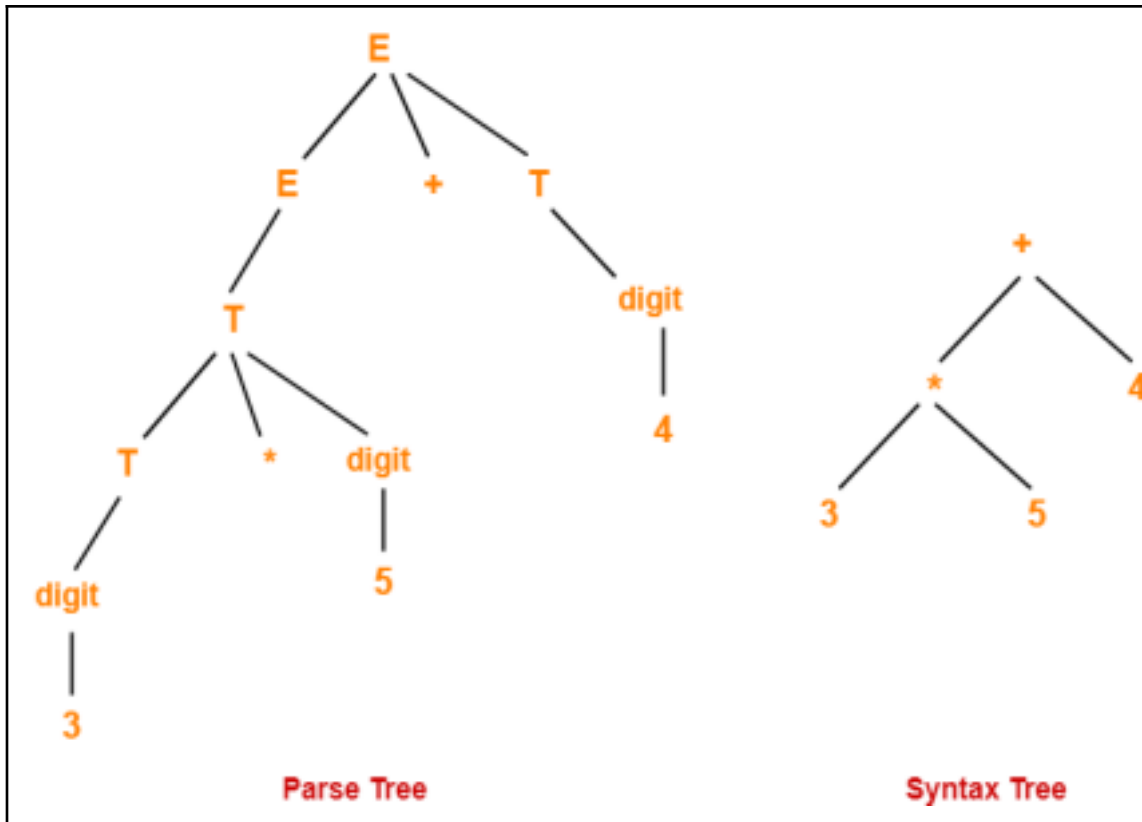 E
E + T
digit
T
+
* 4
4
T * digit
3 5
5
digit
3
Parse Tree Syntax Tree